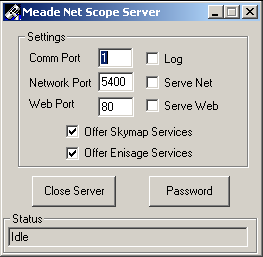 Meade Net Scope Server
Settings
Comm Port 1 Log
Network Port 5400 Serve Net
Web Port 80 Serve Web
Offer Skymap Services
Offer Enisage Services
Close Server Password
Status
Idle